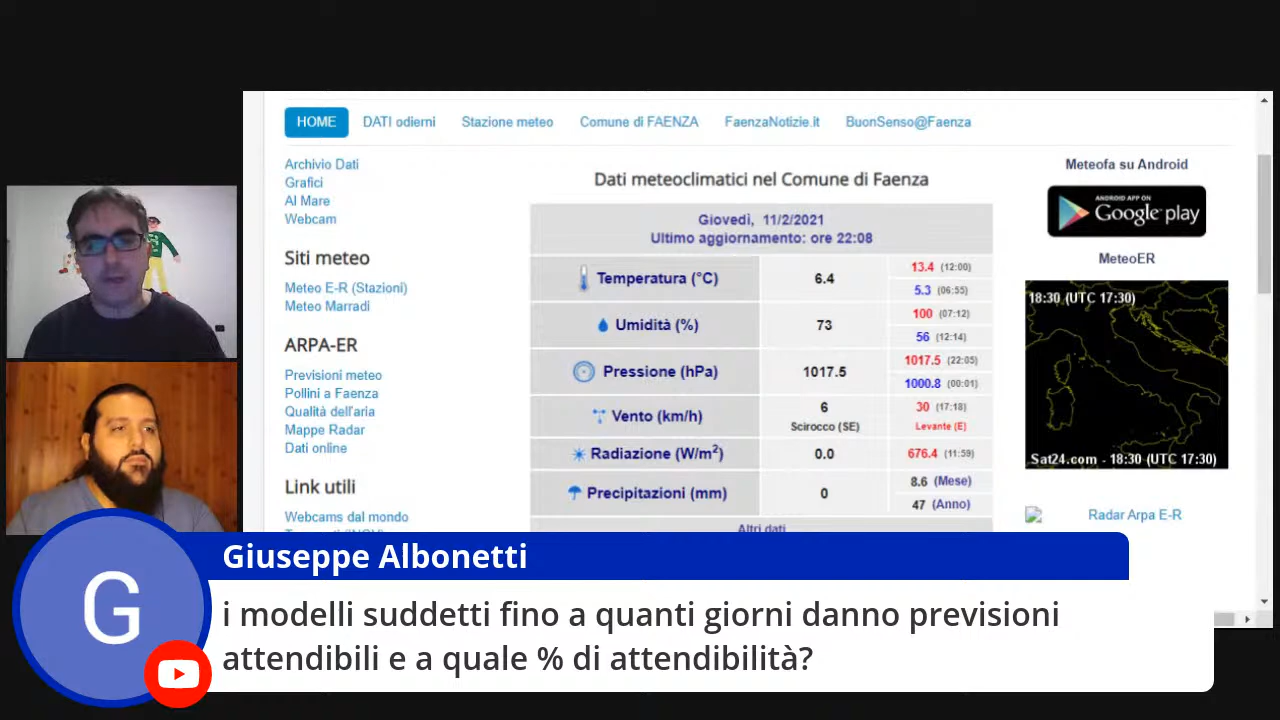 HOME DATI odierni Stazione meteo Comune di FAENZA FaenzaNotizie.it BuonSenso@Faenza
Archivio Dati
Grafici
Al Mare
Webcam
Siti meteo
Meteo E-R (Stazioni)
Meteo Marradi
ARPA-ER
Previsioni meteo
Pollini a Faenza
Qualità dell'aria
Mappe Radar
Dati online
Link utili
Webcams dal mondo
Dati meteoclimatici nel Comune di Faenza
Giovedì, 11/2/2021
Ultimo aggiornamento: ore 22:08
Temperatura (°C) 6.4 13.4 (12:00)
5.3 (06:55)
Umidità (%) 73 100 (07:12)
56 (12:14)
Pressione (hPa) 1017.5 1017.5 (22:05)
1000.8 (00:01)
Vento (km/h) 6 30 (17:18)
Scirocco (SE) Levante (E)
Radiazione (W/m²) 0.0 676.4 (11:59)
Precipitazioni (mm) 0 8.6 (Mese)
47 (Anno)
Altri dati
Meteofa su Android
ANDROID APP ON
Google play
MeteoER
18:30 (UTC 17:30)
Sat24.com - 18:30 (UTC 17:30)
Radar Arpa E-R
G
Giuseppe Albonetti
i modelli suddetti fino a quanti giorni danno previsioni
attendibili e a quale % di attendibilità?